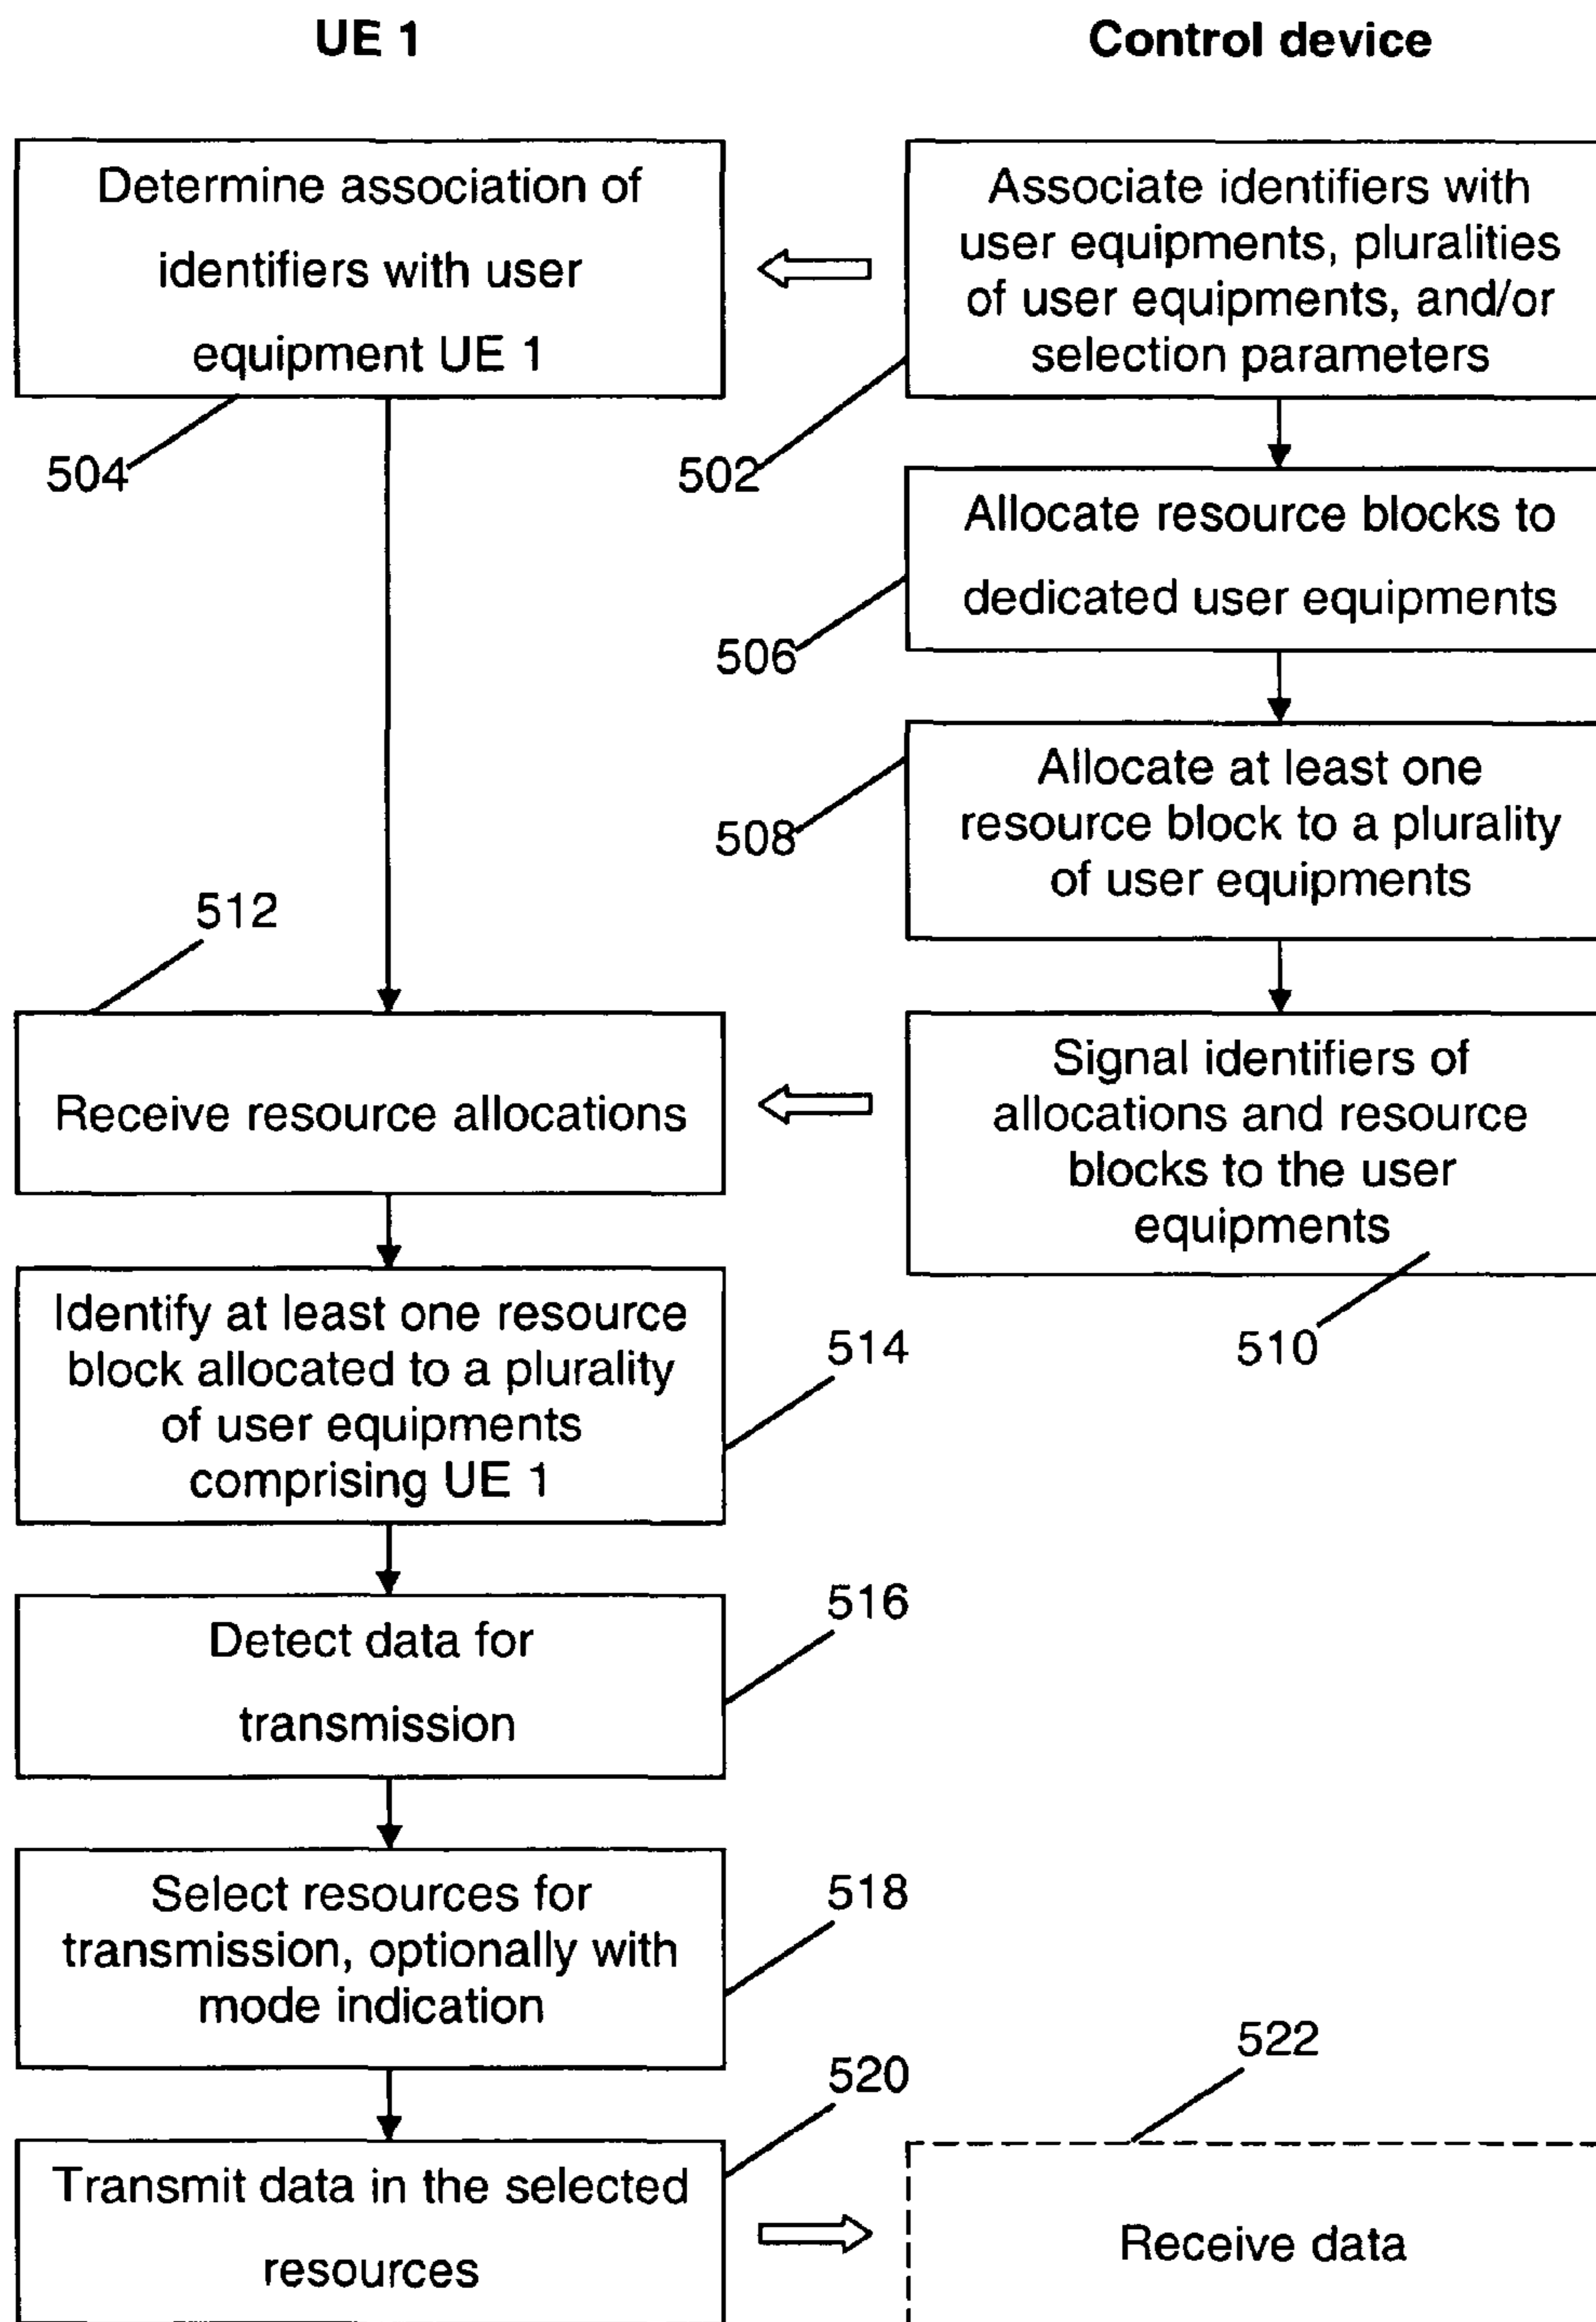 UE 1
Control device
Determine association of
identifiers with user
equipment UE 1
504
Associate identifiers with
user equipments, pluralities
of user equipments, and/or
selection parameters
502
Allocate resource blocks to
dedicated user equipments
506
Allocate at least one
resource block to a plurality
of user equipments
508
512
Receive resource allocations
Signal identifiers of
allocations and resource
blocks to the user
equipments
510
Identify at least one resource
block allocated to a plurality
of user equipments
comprising UE 1
514
Detect data for
transmission
516
Select resources for
transmission, optionally with
mode indication
518
Transmit data in the selected
resources
520
522
Receive data